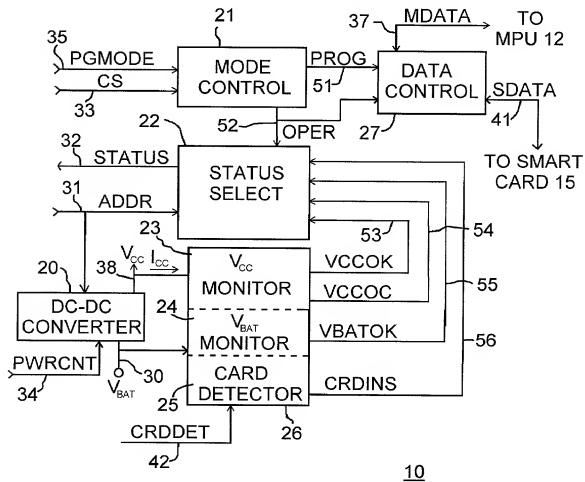 37
MDATA
TO
MPU 12
21
35
PGMODE
MODE
CONTROL
PROG
51
DATA
CONTROL
SDATA
41
CS
33
27
52
OPER
22
32
STATUS
STATUS
SELECT
TO SMART
CARD 15
31
ADDR
23
53
54
VCC
ICC
38
20
VCC
MONITOR
VCCOK
VCCOC
55
DC-DC
CONVERTER
24
VBAT
MONITOR
VBATOK
56
PWRCNT
34
30
VBAT
25
CARD
DETECTOR
CRDINS
26
CRDDET
42
10